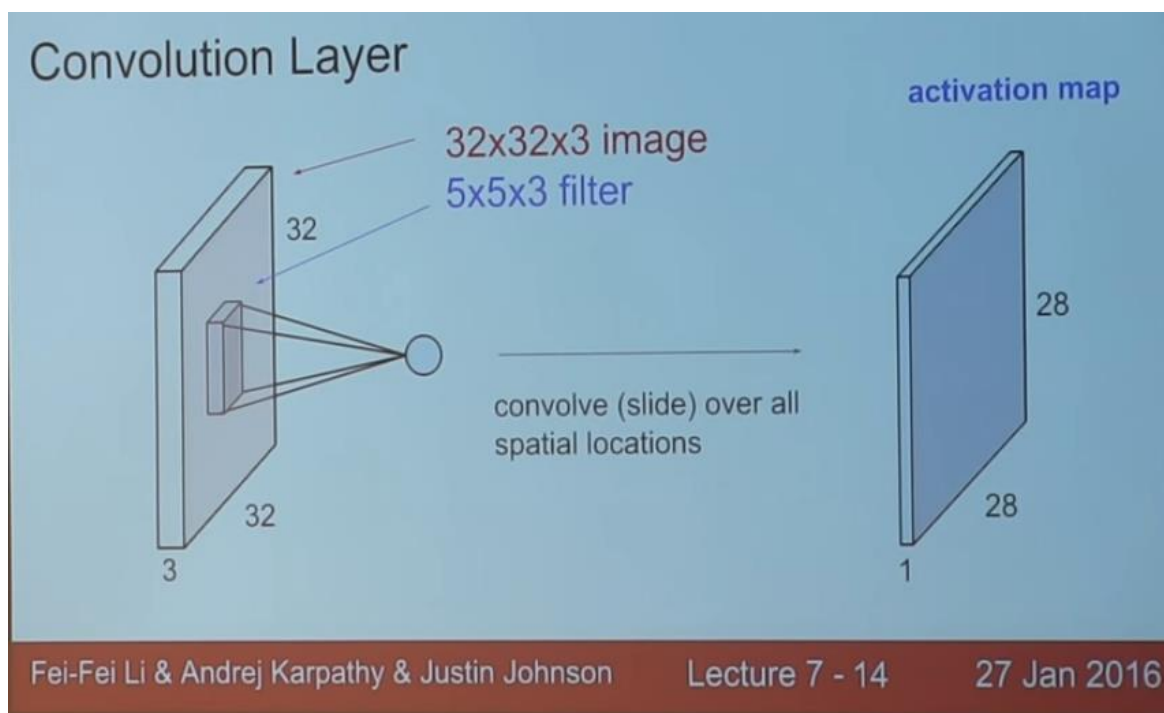 Convolution Layer
activation map
32x32x3 image
5x5x3 filter
32
32
3
convolve (slide) over all
spatial locations
28
28
1
Fei-Fei Li & Andrej Karpathy & Justin Johnson
Lecture 7 - 14
27 Jan 2016